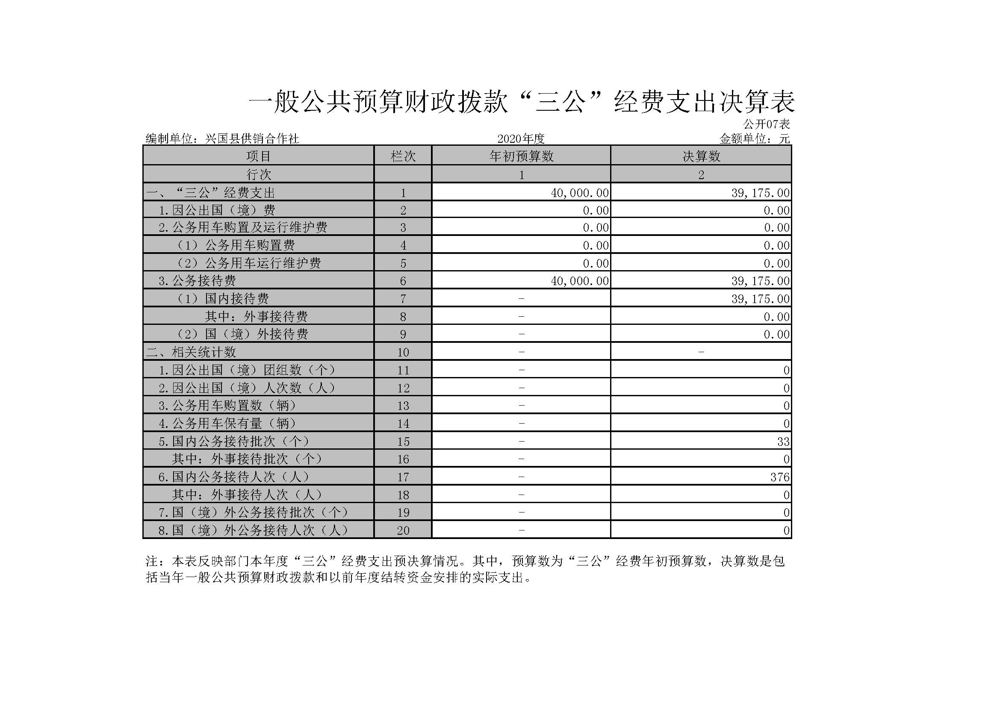 一般公共预算财政拨款“三公”经费支出决算表
公开07表
编制单位：兴国县供销合作社 2020年度 金额单位：元
项目 栏次 年初预算数 决算数
行次 1 2
一、“三公”经费支出 1 40,000.00 39,175.00
1.因公出国（境）费 2 0.00 0.00
2.公务用车购置及运行维护费 3 0.00 0.00
（1）公务用车购置费 4 0.00 0.00
（2）公务用车运行维护费 5 0.00 0.00
3.公务接待费 6 40,000.00 39,175.00
（1）国内接待费 7 - 39,175.00
其中：外事接待费 8 - 0.00
（2）国（境）外接待费 9 - 0.00
二、相关统计数 10 - -
1.因公出国（境）团组数（个） 11 - 0
2.因公出国（境）人次数（人） 12 - 0
3.公务用车购置数（辆） 13 - 0
4.公务用车保有量（辆） 14 - 0
5.国内公务接待批次（个） 15 - 33
其中：外事接待批次（个） 16 - 0
6.国内公务接待人次（人） 17 - 376
其中：外事接待人次（人） 18 - 0
7.国（境）外公务接待批次（个） 19 - 0
8.国（境）外公务接待人次（人） 20 - 0
注：本表反映部门本年度“三公”经费支出预决算情况。其中，预算数为“三公”经费年初预算数，决算数是包
括当年一般公共预算财政拨款和以前年度结转资金安排的实际支出。